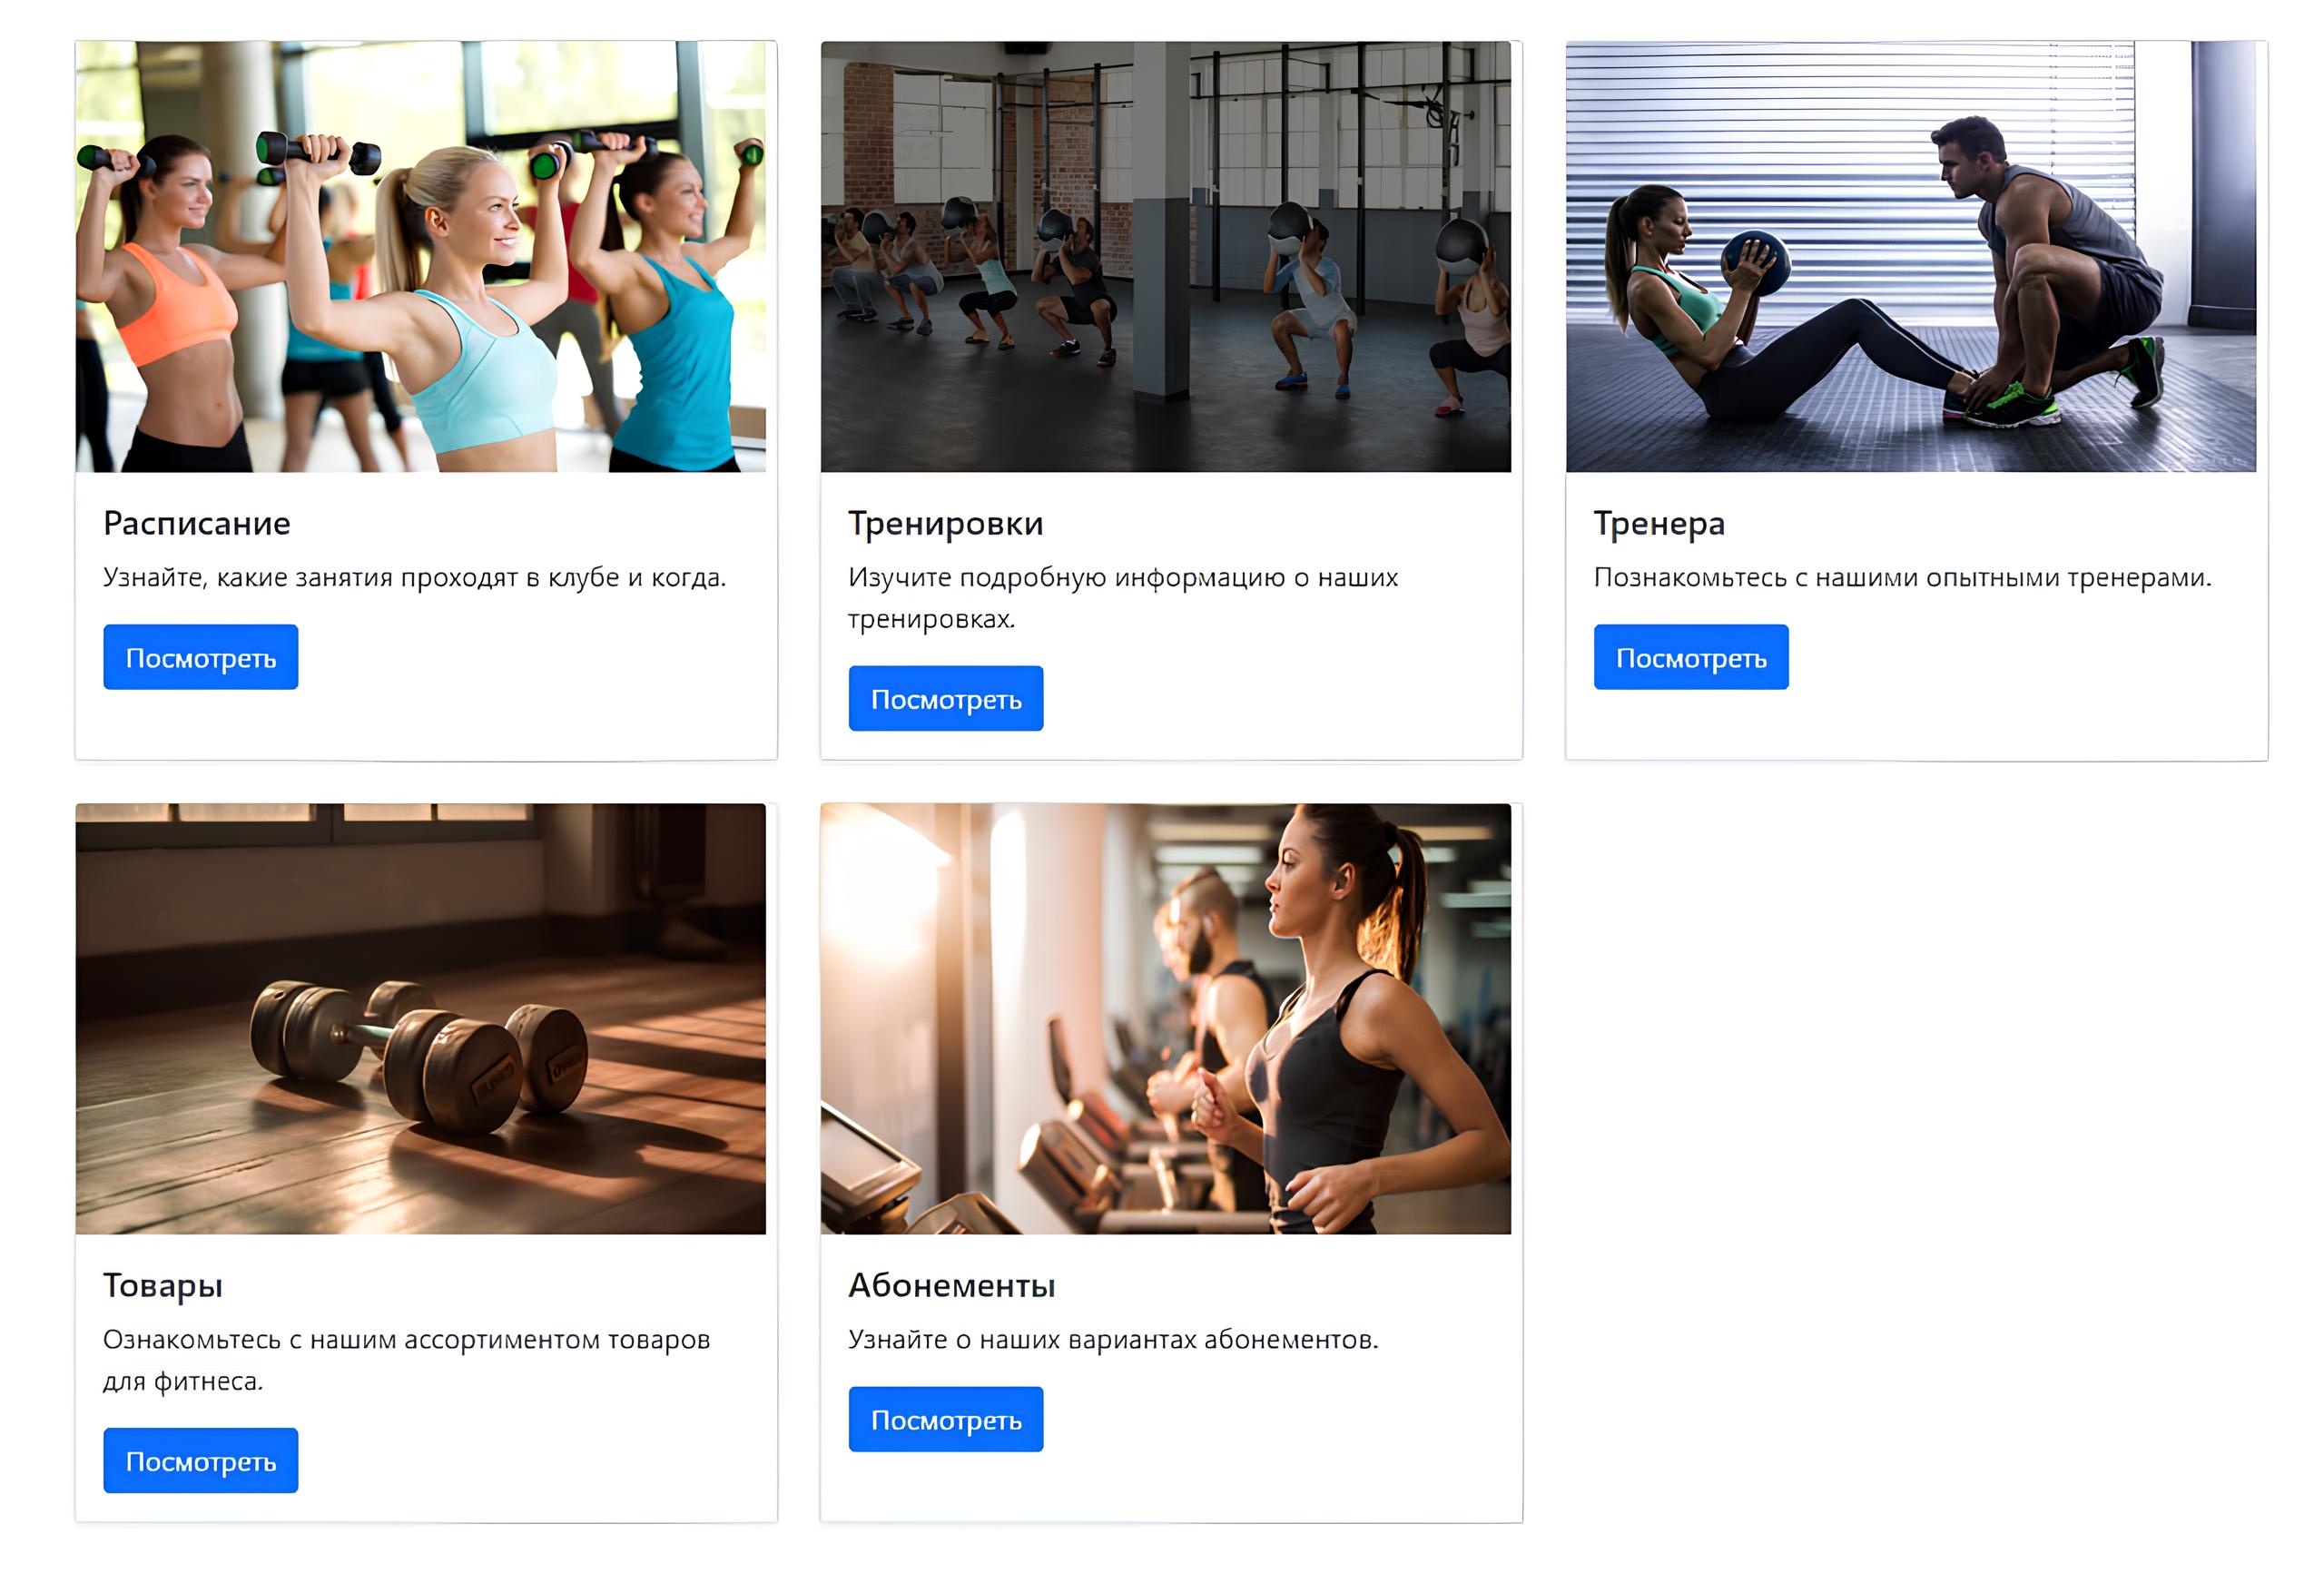 Расписание
Узнайте, какие занятия проходят в клубе и когда.
Посмотреть
Тренировки
Изучите подробную информацию о наших
тренировках.
Посмотреть
Тренера
Познакомьтесь с нашими опытными тренерами.
Посмотреть
Товары
Ознакомьтесь с нашим ассортиментом товаров
для фитнеса.
Посмотреть
Абонементы
Узнайте о наших вариантах абонементов.
Посмотреть